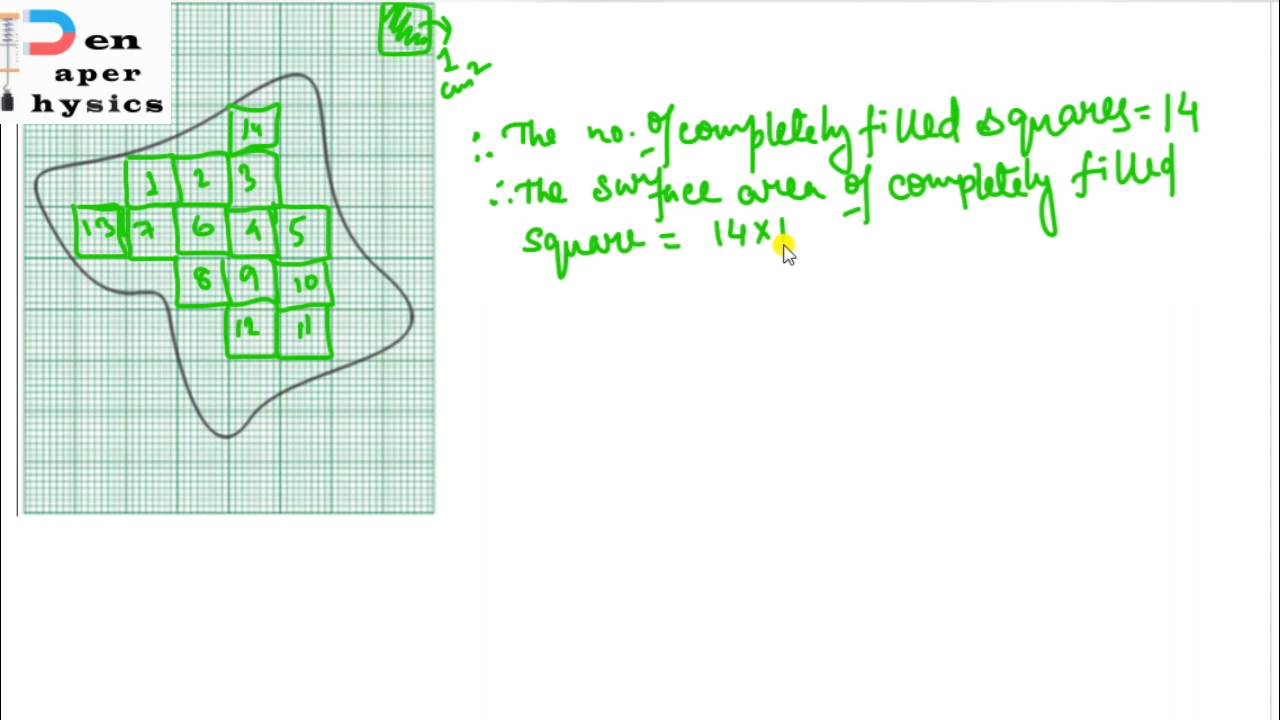 en
aper
hysics
1
cm²
14
1 2 3
13 7 6 4 5
8 9 10
12 11
∴ The no. of completely filled squares = 14
∴ The surface area of completely filled
square = 14×1